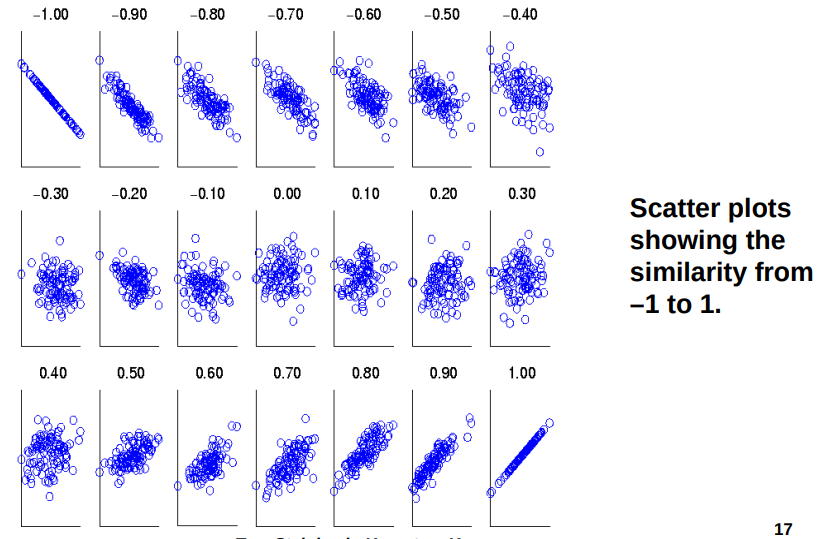 −1.00 −0.90 −0.80 −0.70 −0.60 −0.50 −0.40
−0.30 −0.20 −0.10 0.00 0.10 0.20 0.30
Scatter plots
showing the
similarity from
–1 to 1.
0.40 0.50 0.60 0.70 0.80 0.90 1.00
17